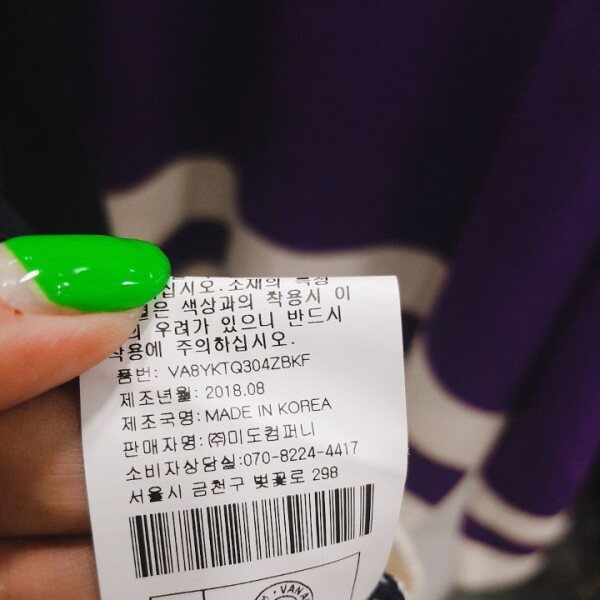 십시오.소재의 특성
은 색상과의 착용시 이
우려가 있으니 반드시
착용에 주의하십시오.
품번: VA8YKTQ304ZBKF
제조년월: 2018.08
제조국명: MADE IN KOREA
판매자명: ㈜미도컴퍼니
소비자상담실:070-8224-4417
서울시 금천구 벚꽃로 298